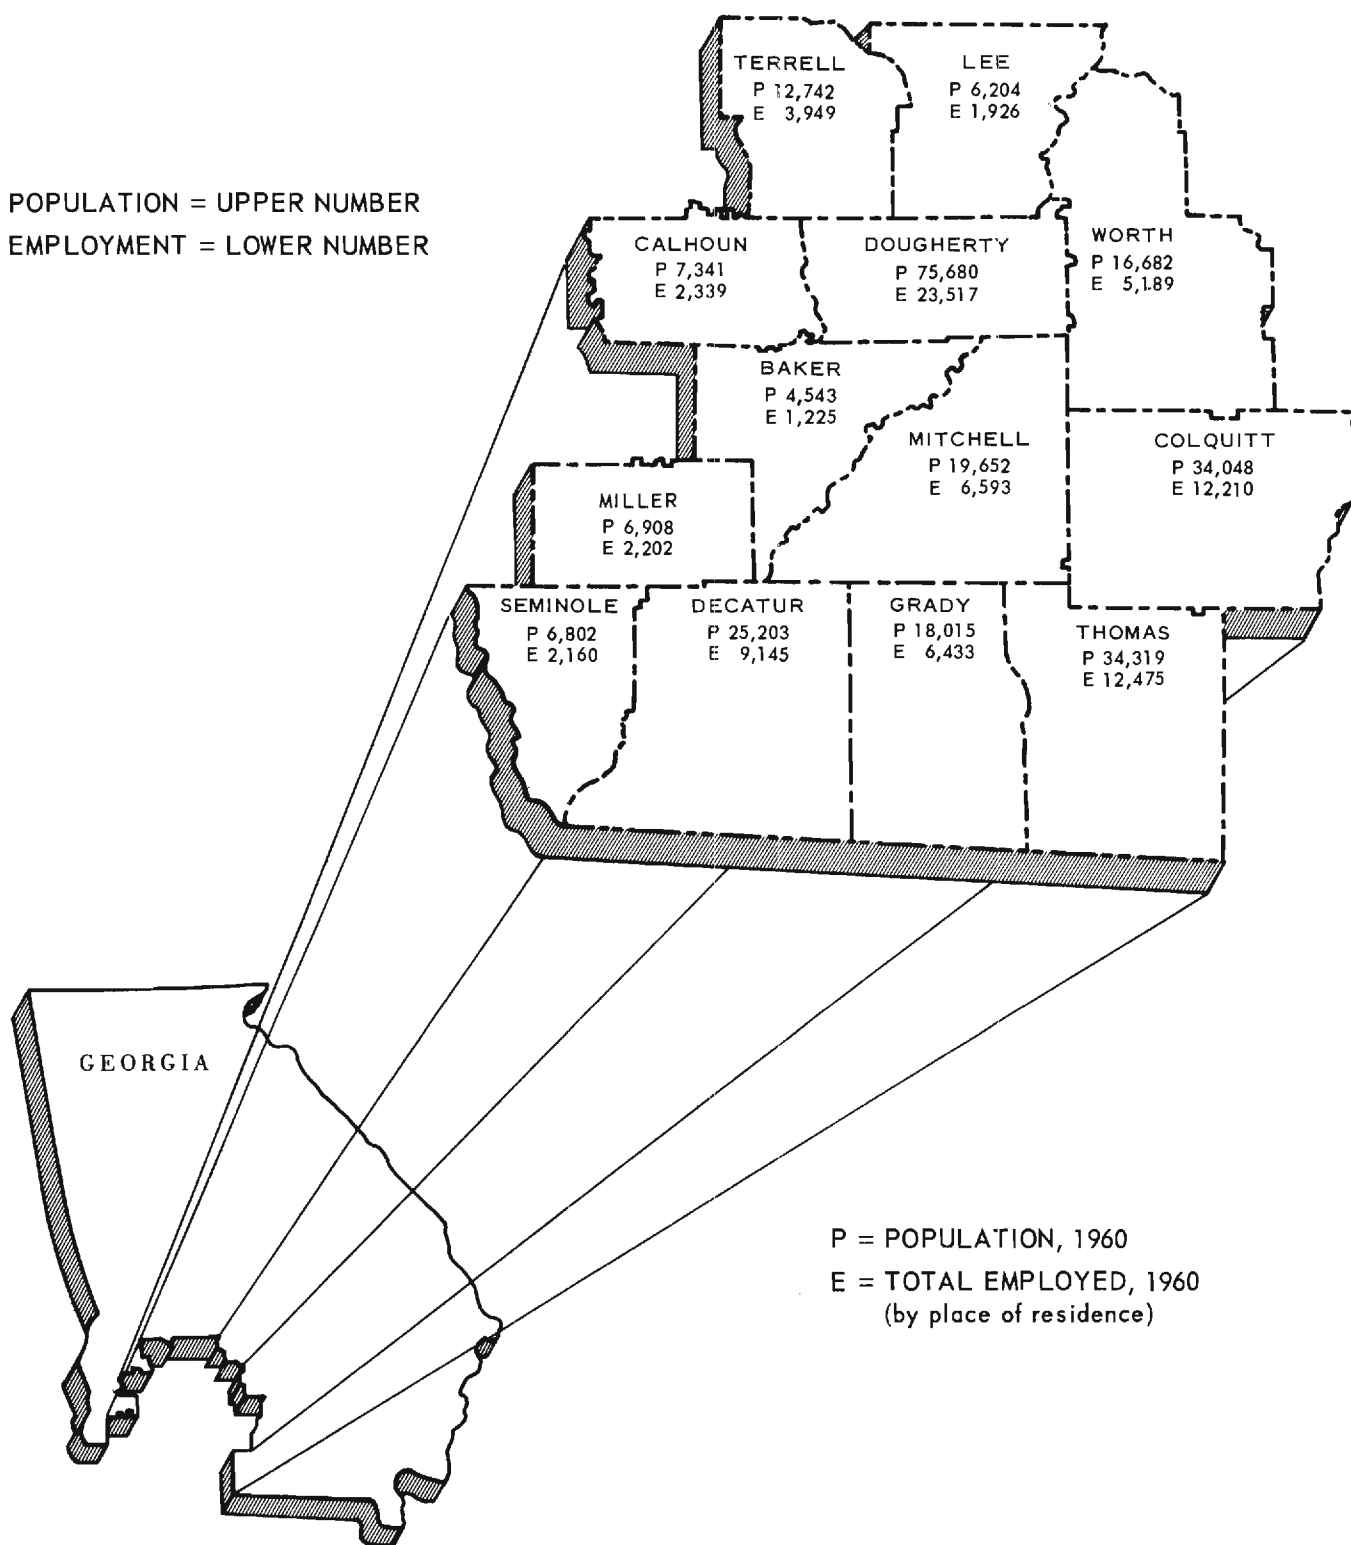 TERRELL
P 12,742
E 3,949
LEE
P 6,204
E 1,926
POPULATION = UPPER NUMBER
EMPLOYMENT = LOWER NUMBER
CALHOUN
P 7,341
E 2,339
DOUGHERTY
P 75,680
E 23,517
WORTH
P 16,682
E 5,189
BAKER
P 4,543
E 1,225
MITCHELL
P 19,652
E 6,593
COLQUITT
P 34,048
E 12,210
MILLER
P 6,908
E 2,202
SEMINOLE
P 6,802
E 2,160
DECATUR
P 25,203
E 9,145
GRADY
P 18,015
E 6,433
THOMAS
P 34,319
E 12,475
GEORGIA
P = POPULATION, 1960
E = TOTAL EMPLOYED, 1960
(by place of residence)